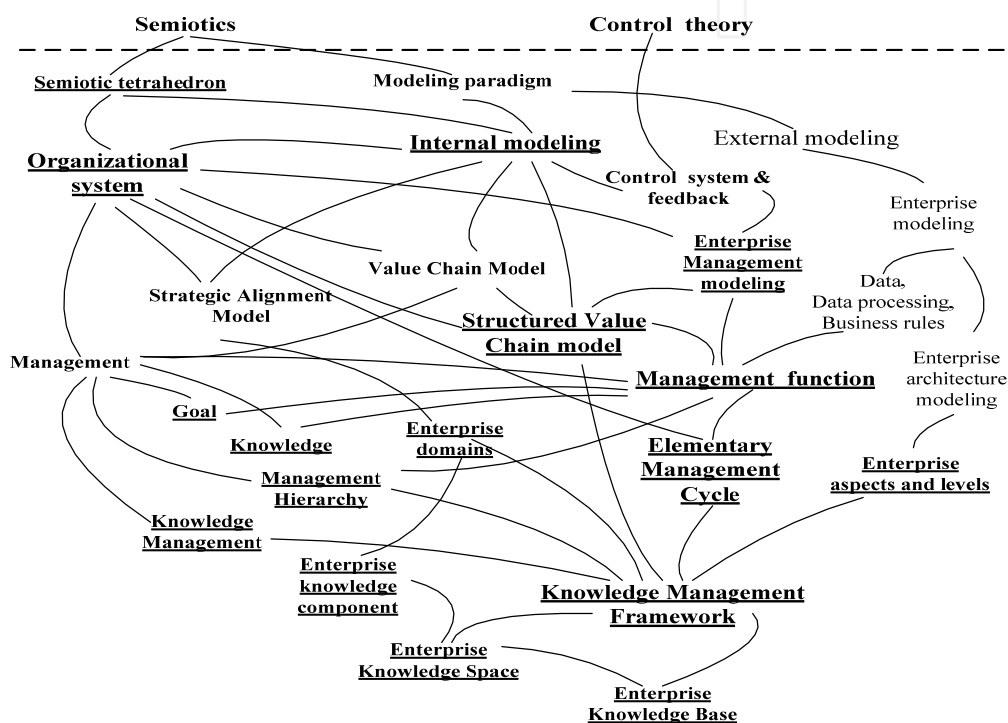 Semiotics
Control theory
Semiotic tetrahedron
Modeling paradigm
Internal modeling
External modeling
Organizational
system
Control system &
feedback
Enterprise
modeling
Enterprise
Management
modeling
Value Chain Model
Strategic Alignment
Model
Data,
Data processing,
Business rules
Structured Value
Chain model
Management
Enterprise
architecture
modeling
Management function
Goal
Knowledge
Enterprise
domains
Elementary
Management
Cycle
Enterprise
aspects and levels
Management
Hierarchy
Knowledge
Management
Enterprise
knowledge
component
Knowledge Management
Framework
Enterprise
Knowledge Space
Enterprise
Knowledge Base